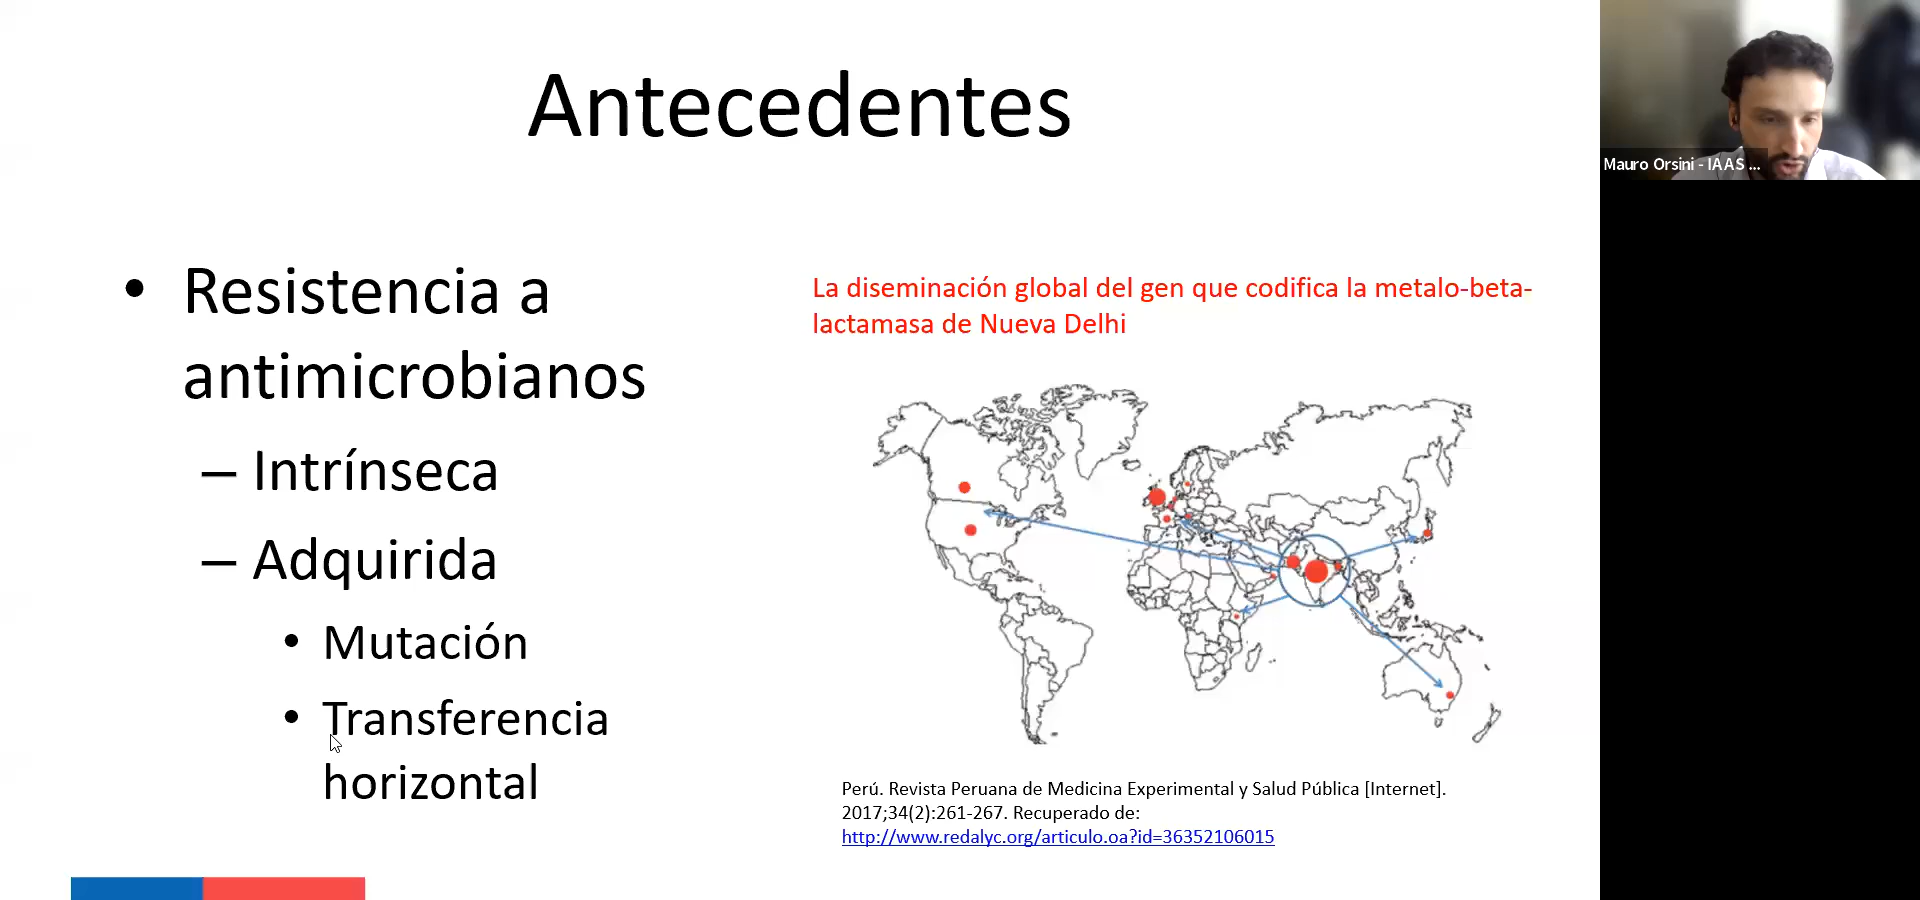 Antecedentes
• Resistencia a
antimicrobianos
– Intrínseca
– Adquirida
• Mutación
• Transferencia
horizontal
La diseminación global del gen que codifica la metalo-beta-
lactamasa de Nueva Delhi
Perú. Revista Peruana de Medicina Experimental y Salud Pública [Internet].
2017;34(2):261-267. Recuperado de:
http://www.redalyc.org/articulo.oa?id=36352106015
Mauro Orsini - IAAS ...